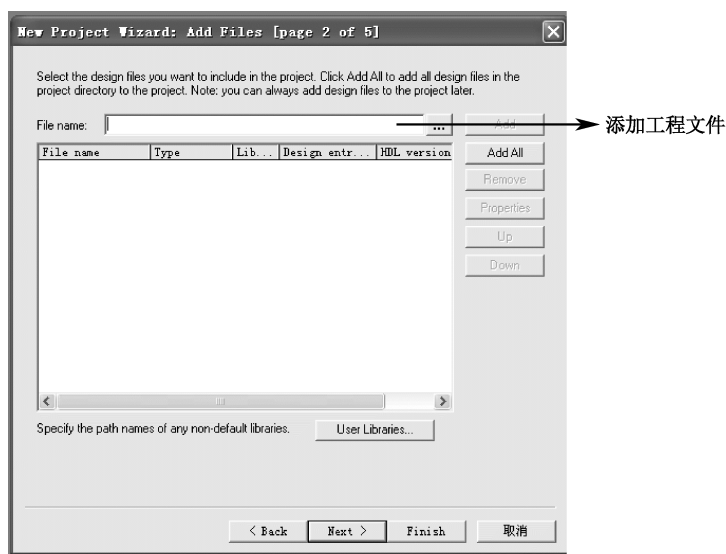 New Project Wizard: Add Files [page 2 of 5]
Select the design files you want to include in the project. Click Add All to add all design files in the
project directory to the project. Note: you can always add design files to the project later.
File name: ... Add 添加工程文件
File name Type Lib... Design entr... HDL version
Add All
Remove
Properties
Up
Down
Specify the path names of any non-default libraries. User Libraries...
< Back Next > Finish 取消